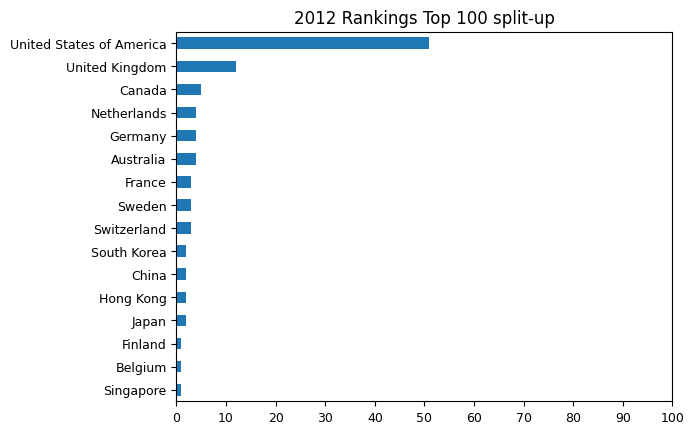 2012 Rankings Top 100 split-up
United States of America
United Kingdom
Canada
Netherlands
Germany
Australia
France
Sweden
Switzerland
South Korea
China
Hong Kong
Japan
Finland
Belgium
Singapore
0 10 20 30 40 50 60 70 80 90 100